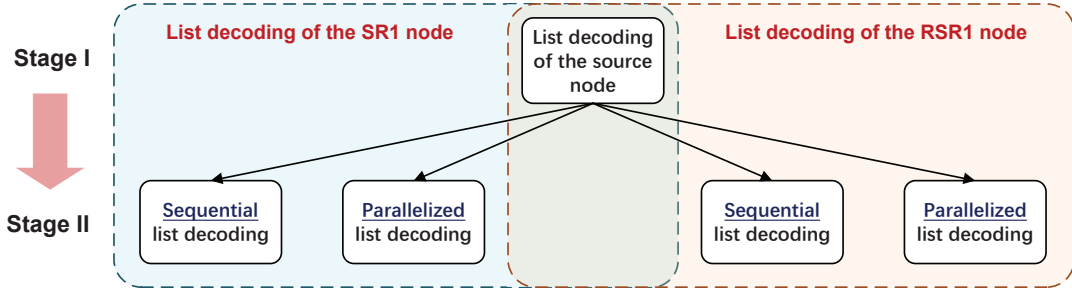 List decoding of the SR1 node
List decoding of the RSR1 node
Stage I
List decoding
of the source
node
Stage II
Sequential
list decoding
Parallelized
list decoding
Sequential
list decoding
Parallelized
list decoding